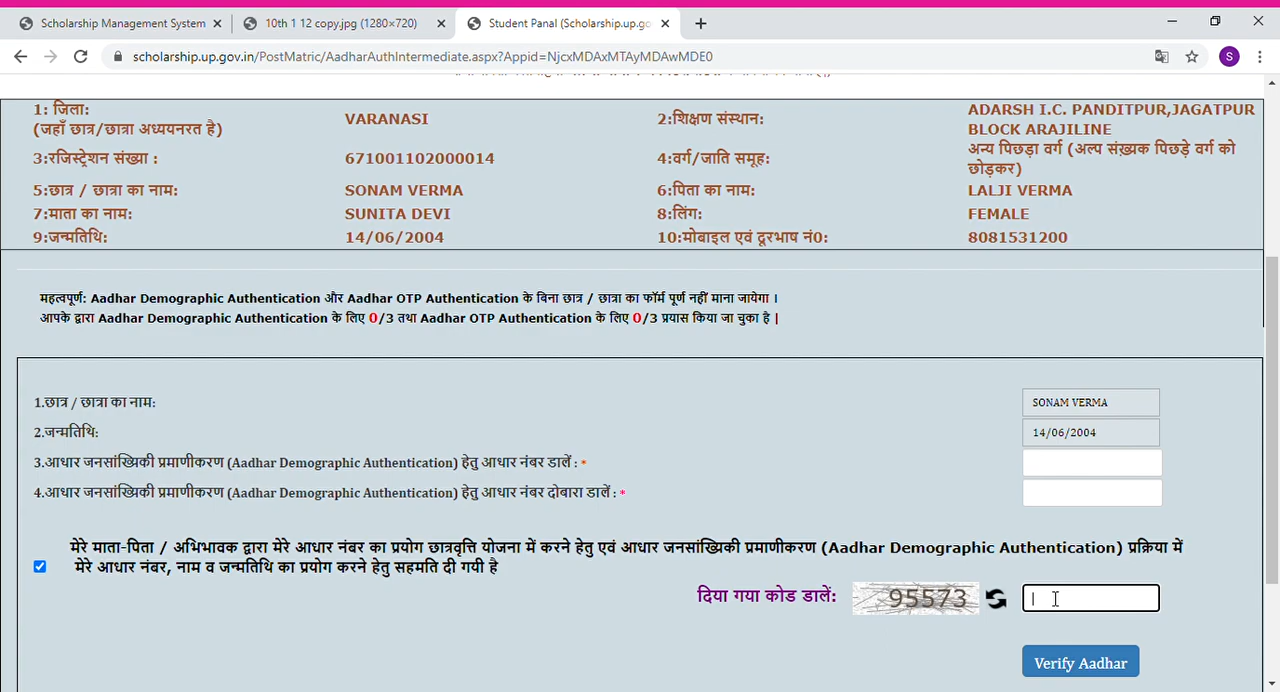 Scholarship Management System
10th 1 12 copy.jpg (1280×720)
Student Panal (Scholarship.up.go
scholarship.up.gov.in/PostMatric/AadharAuthIntermediate.aspx?Appid=NjcxMDAxMTAyMDAwMDE0
S
1: जिला:
(जहाँ छात्र/छात्रा अध्ययनरत है)
VARANASI
2:शिक्षण संस्थान:
ADARSH I.C. PANDITPUR,JAGATPUR
BLOCK ARAJILINE
3:रजिस्ट्रेशन संख्या :
671001102000014
4:वर्ग/जाति समूह:
अन्य पिछड़ा वर्ग (अल्प संख्यक पिछड़े वर्ग को
छोड़कर)
5:छात्र / छात्रा का नाम:
SONAM VERMA
6:पिता का नाम:
LALJI VERMA
7:माता का नाम:
SUNITA DEVI
8:लिंग:
FEMALE
9:जन्मतिथि:
14/06/2004
10:मोबाइल एवं दूरभाष नं0:
8081531200
महत्वपूर्ण: Aadhar Demographic Authentication और Aadhar OTP Authentication के बिना छात्र / छात्रा का फॉर्म पूर्ण नहीं माना जायेगा ।
आपके द्वारा Aadhar Demographic Authentication के लिए 0/3 तथा Aadhar OTP Authentication के लिए 0/3 प्रयास किया जा चुका है |
1.छात्र / छात्रा का नाम:
SONAM VERMA
2.जन्मतिथि:
14/06/2004
3.आधार जनसांख्यिकी प्रमाणीकरण (Aadhar Demographic Authentication) हेतु आधार नंबर डालें : *
4.आधार जनसांख्यिकी प्रमाणीकरण (Aadhar Demographic Authentication) हेतु आधार नंबर दोबारा डालें : *
मेरे माता-पिता / अभिभावक द्वारा मेरे आधार नंबर का प्रयोग छात्रवृत्ति योजना में करने हेतु एवं आधार जनसांख्यिकी प्रमाणीकरण (Aadhar Demographic Authentication) प्रक्रिया में
मेरे आधार नंबर, नाम व जन्मतिथि का प्रयोग करने हेतु सहमति दी गयी है
दिया गया कोड डालें:
95573
Verify Aadhar